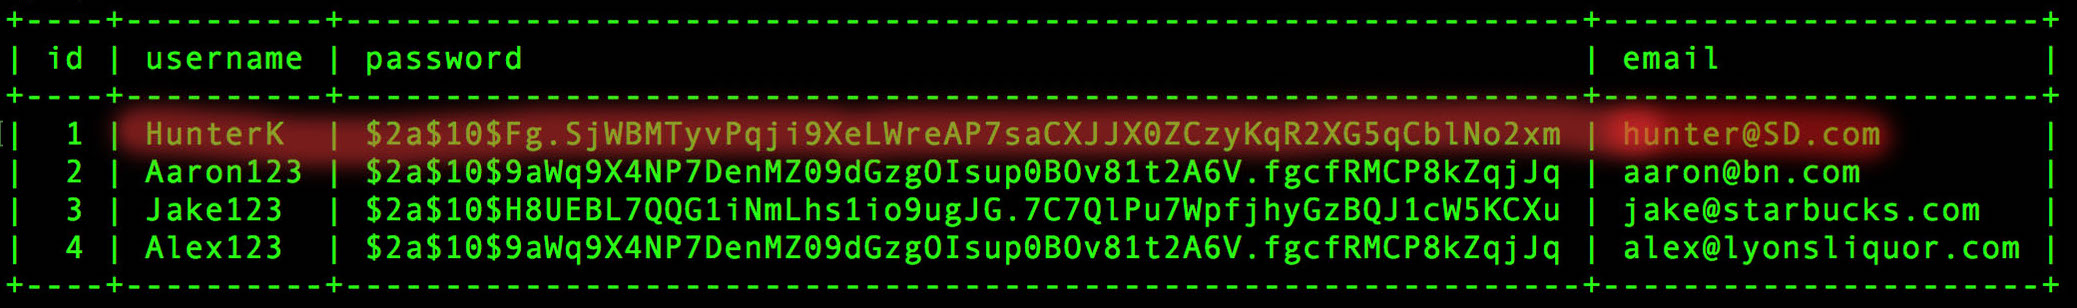 +----+----------+--------------------------------------------------------------+----------------------+
| id | username | password | email |
+----+----------+--------------------------------------------------------------+----------------------+
| 1 | HunterK | $2a$10$Fg.SjWBMTyvPqji9XeLWreAP7saCXJJX0ZCzyKqR2XG5qCblNo2xm | hunter@SD.com |
| 2 | Aaron123 | $2a$10$9aWq9X4NP7DenMZ09dGzgOIsup0BOv81t2A6V.fgcfRMCP8kZqjJq | aaron@bn.com |
| 3 | Jake123 | $2a$10$H8UEBL7QQG1iNmLhs1io9ugJG.7C7QlPu7WpfjhyGzBQJ1cW5KCXu | jake@starbucks.com |
| 4 | Alex123 | $2a$10$9aWq9X4NP7DenMZ09dGzgOIsup0BOv81t2A6V.fgcfRMCP8kZqjJq | alex@lyonsliquor.com |
+----+----------+--------------------------------------------------------------+----------------------+